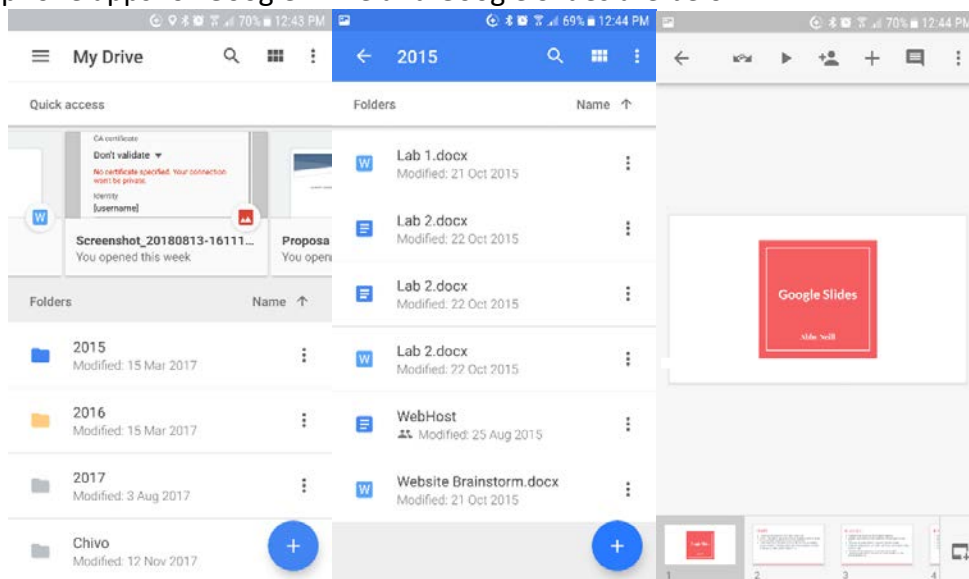 70% 12:43 PM
My Drive
Quick access
CA certificate
Don't validate
No certificate specified. Your connection
won't be private.
Identity
[username]
W
Screenshot_20180813-16111...
You opened this week
Proposa
You open
Folders
Name ↑
2015
Modified: 15 Mar 2017
2016
Modified: 15 Mar 2017
2017
Modified: 3 Aug 2017
Chivo
Modified: 12 Nov 2017
+
69% 12:44 PM
2015
Folders
Name ↑
W
Lab 1.docx
Modified: 21 Oct 2015
Lab 2.docx
Modified: 22 Oct 2015
Lab 2.docx
Modified: 22 Oct 2015
W
Lab 2.docx
Modified: 22 Oct 2015
WebHost
Modified: 25 Aug 2015
W
Website Brainstorm.docx
Modified: 21 Oct 2015
+
70% 12:44 PM
Google Slides
1
2
3
4